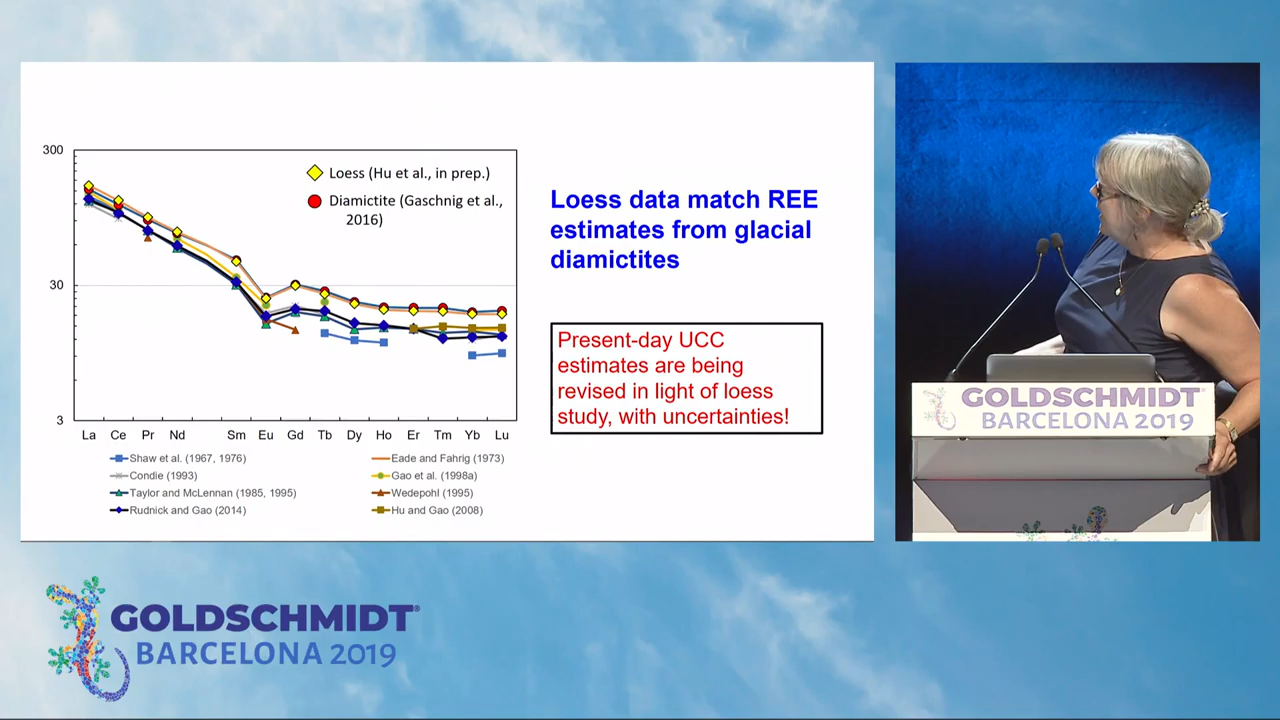 300
30
3
Loess (Hu et al., in prep.)
Diamictite (Gaschnig et al.,
2016)
La Ce Pr Nd Sm Eu Gd Tb Dy Ho Er Tm Yb Lu
Shaw et al. (1967, 1976)
Eade and Fahrig (1973)
Condie (1993)
Gao et al. (1998a)
Taylor and McLennan (1985, 1995)
Wedepohl (1995)
Rudnick and Gao (2014)
Hu and Gao (2008)
Loess data match REE
estimates from glacial
diamictites
Present-day UCC
estimates are being
revised in light of loess
study, with uncertainties!
GOLDSCHMIDT
BARCELONA 2019
GOLDSCHMIDT®
BARCELONA 2019